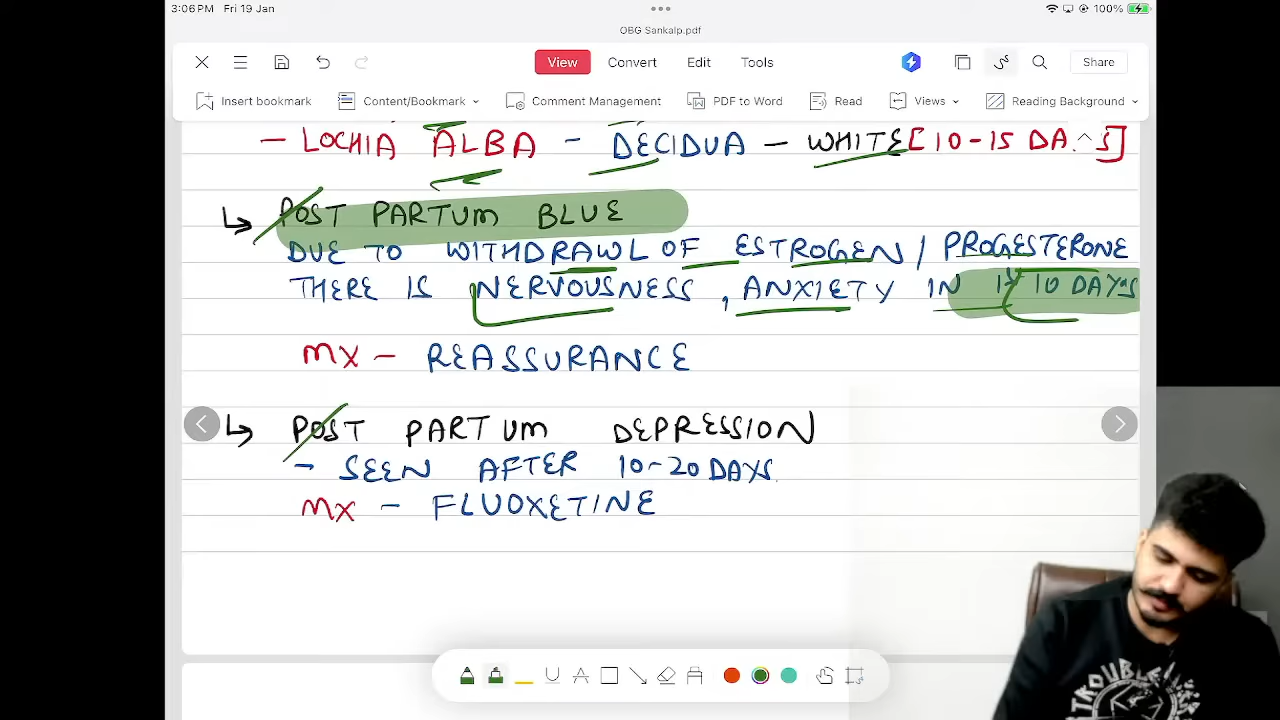 3:06 PM Fri 19 Jan
100%
OBG Sankalp.pdf
View Convert Edit Tools Share
Insert bookmark Content/Bookmark Comment Management PDF to Word Read Views Reading Background
- LOCHIA ALBA - DECIDUA - WHITE [10-15 DAYS]
↳ POST PARTUM BLUE
DUE TO WITHDRAWL OF ESTROGEN / PROGESTERONE
THERE IS NERVOUSNESS, ANXIETY IN 10 DAYS
MX - REASSURANCE
↳ POST PARTUM DEPRESSION
- SEEN AFTER 10-20 DAYS
MX - FLUOXETINE
TROUBLE